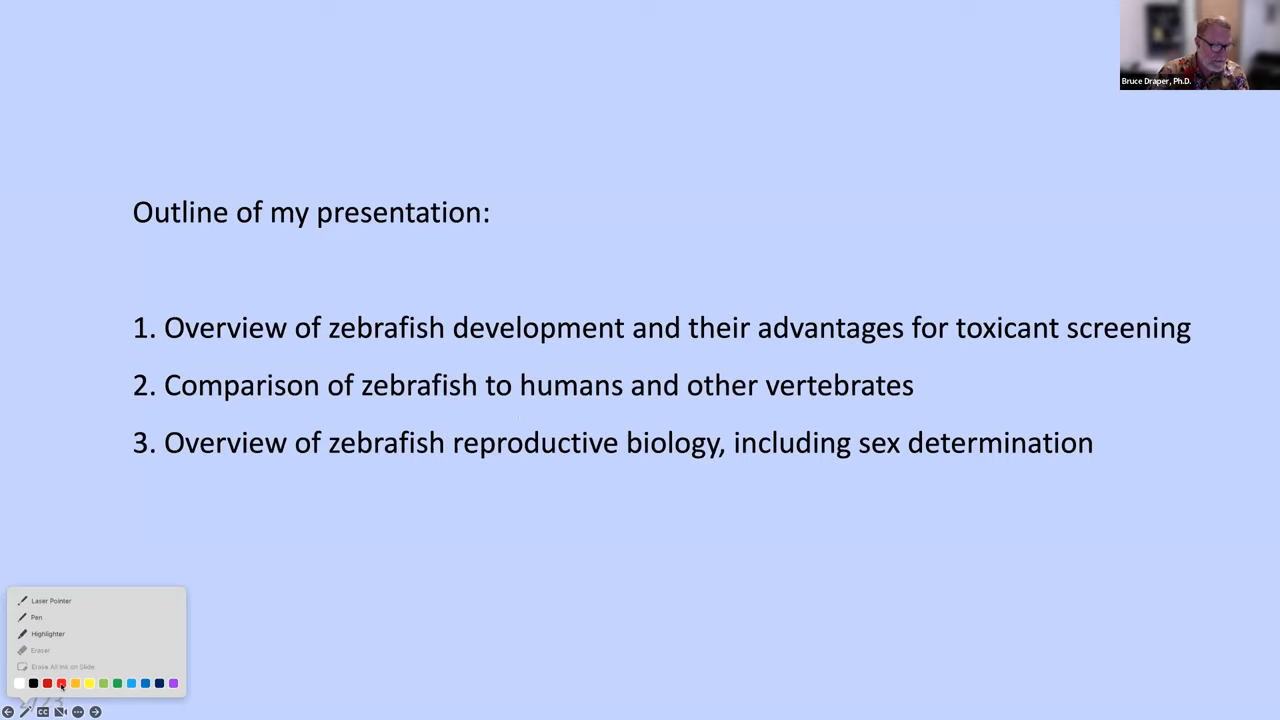 Bruce Draper, Ph.D.
Outline of my presentation:
1. Overview of zebrafish development and their advantages for toxicant screening
2. Comparison of zebrafish to humans and other vertebrates
3. Overview of zebrafish reproductive biology, including sex determination
Laser Pointer
Pen
Highlighter
Eraser
Erase All Ink on Slide